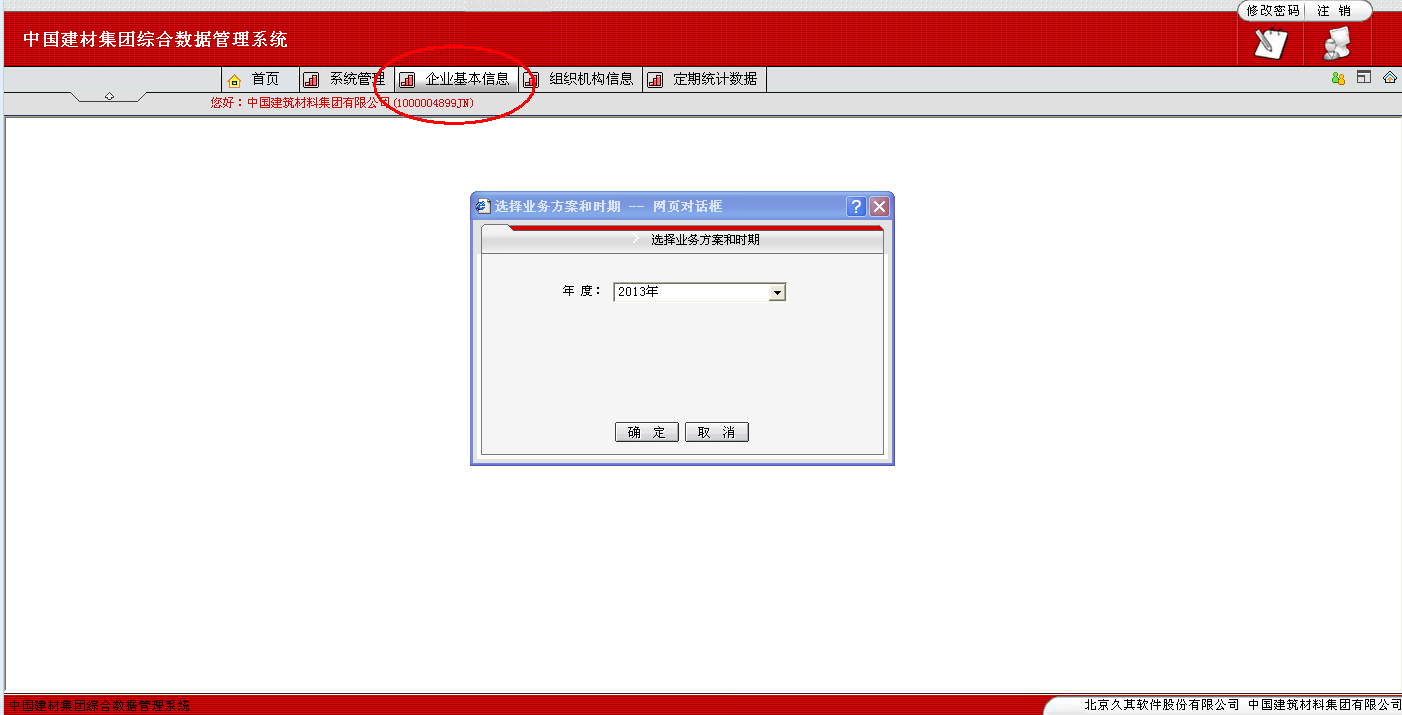 修改密码 注 销
中国建材集团综合数据管理系统
首页 系统管理 企业基本信息 组织机构信息 定期统计数据
您好：中国建筑材料集团有限公司(1000004899JN)
选择业务方案和时期 -- 网页对话框
选择业务方案和时期
年 度： 2013年
确 定 取 消
中国建材集团综合数据管理系统 北京久其软件股份有限公司 中国建筑材料集团有限公司